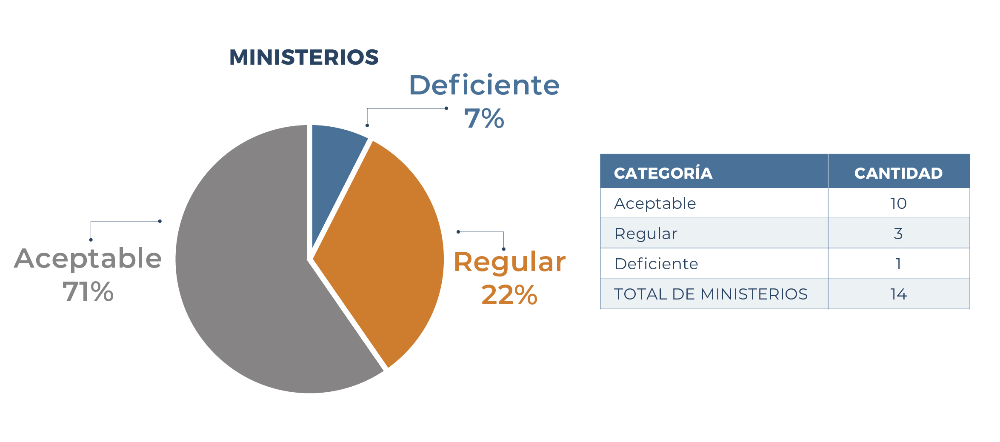 MINISTERIOS
Deficiente
7%
Aceptable
71%
Regular
22%
CATEGORÍA CANTIDAD
Aceptable 10
Regular 3
Deficiente 1
TOTAL DE MINISTERIOS 14